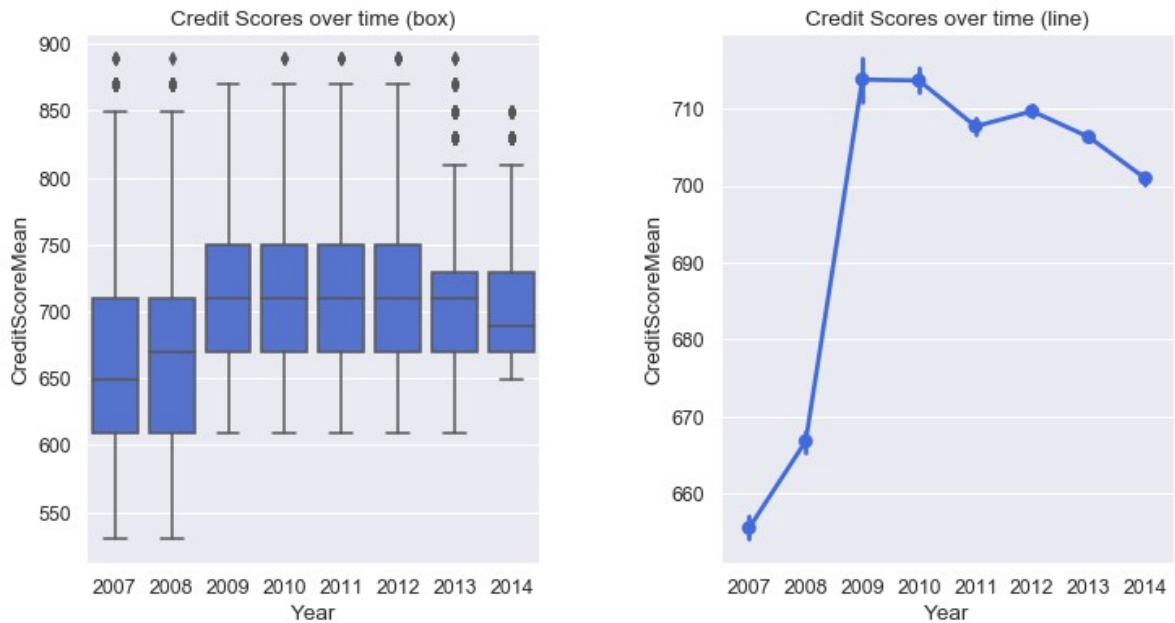 Credit Scores over time (box)
900
850
800
750
700
650
600
550
CreditScoreMean
2007 2008 2009 2010 2011 2012 2013 2014
Year
Credit Scores over time (line)
710
700
690
680
670
660
CreditScoreMean
2007 2008 2009 2010 2011 2012 2013 2014
Year